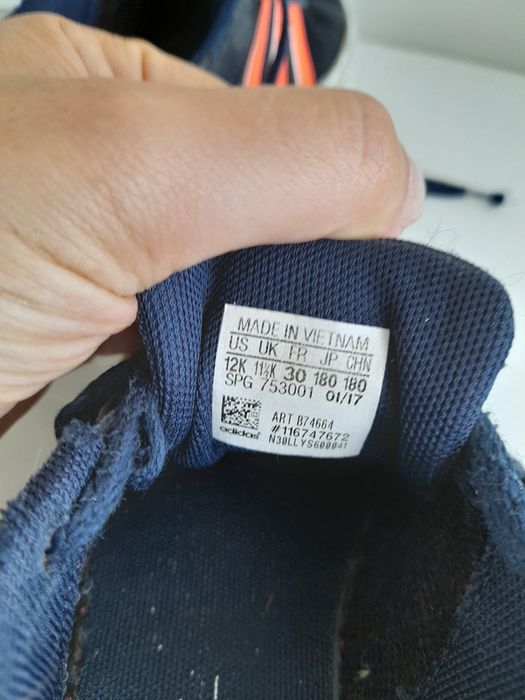 MADE IN VIETNAM
US UK FR JP CHN
12K 11½K 30 180 180
SPG 753001 01/17
ART B74664
#116747672
adidas N30LLYS600047